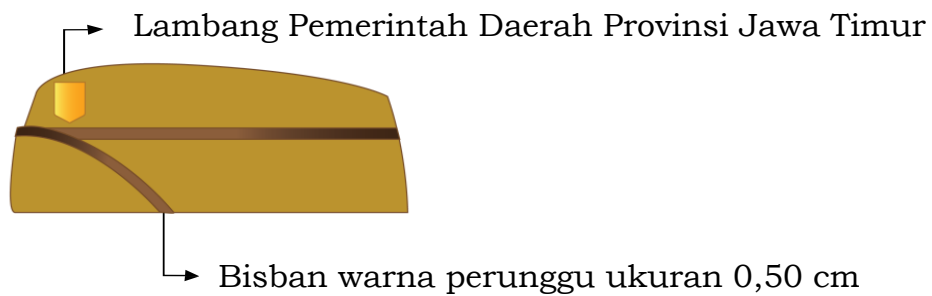 Lambang Pemerintah Daerah Provinsi Jawa Timur
Bisban warna perunggu ukuran 0,50 cm